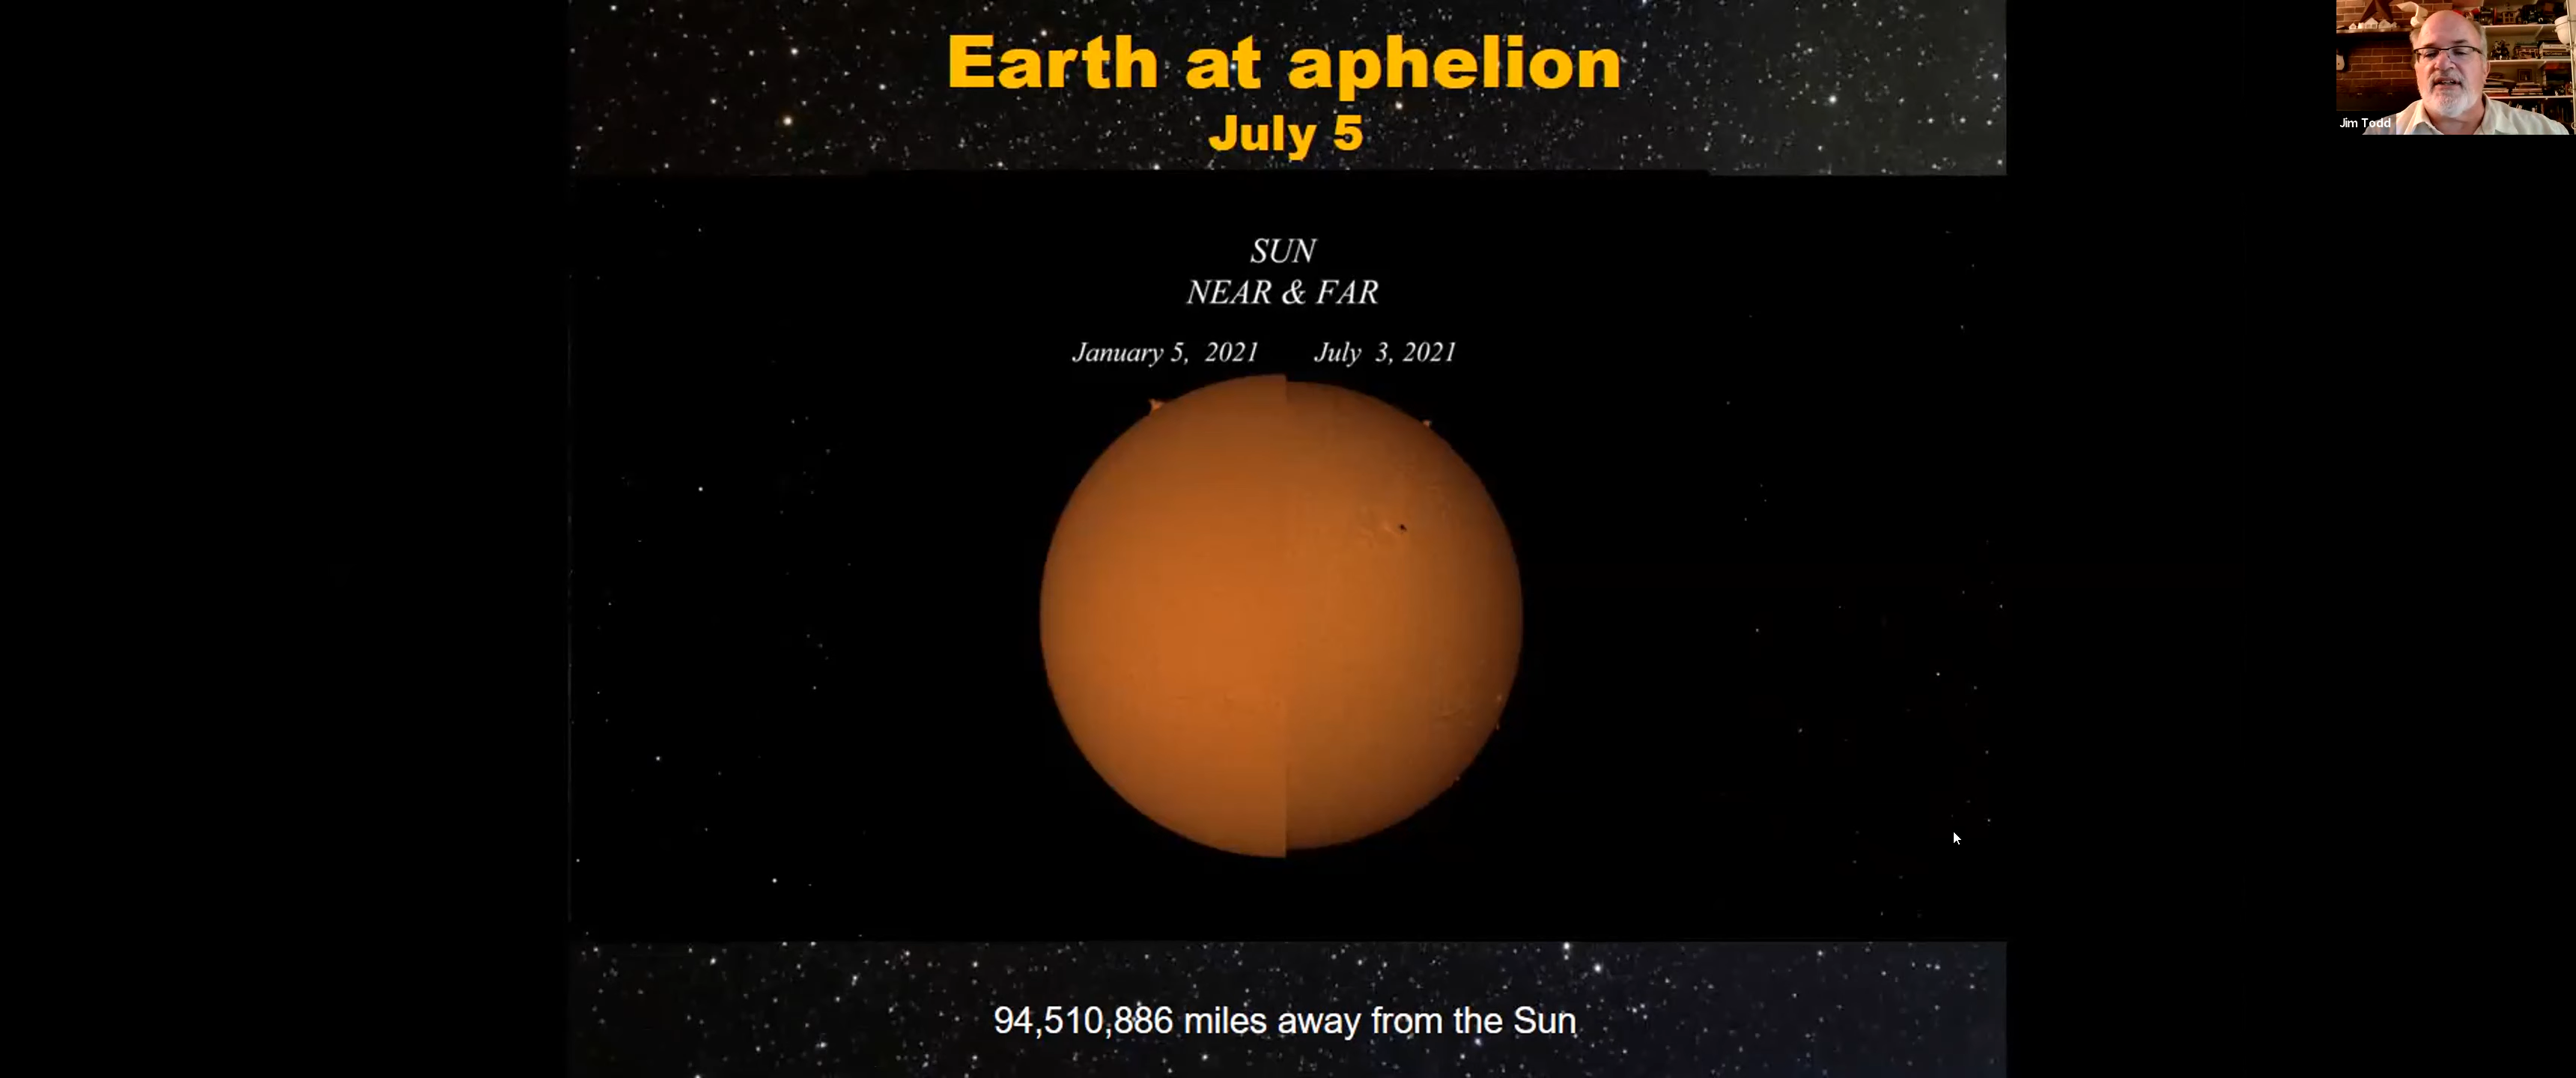 Earth at aphelion
July 5
SUN
NEAR & FAR
January 5, 2021 July 3, 2021
94,510,886 miles away from the Sun
Jim Todd